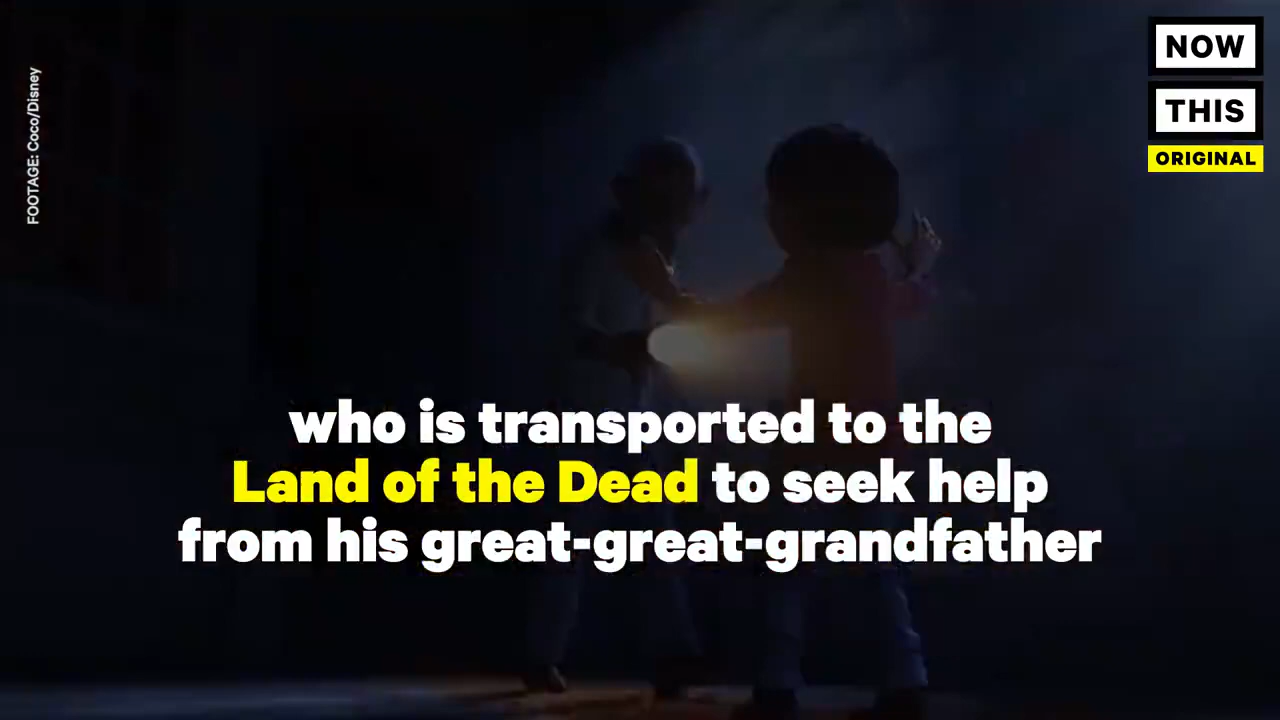 FOOTAGE: Coco/Disney
NOW
THIS
ORIGINAL
who is transported to the
Land of the Dead to seek help
from his great-great-grandfather